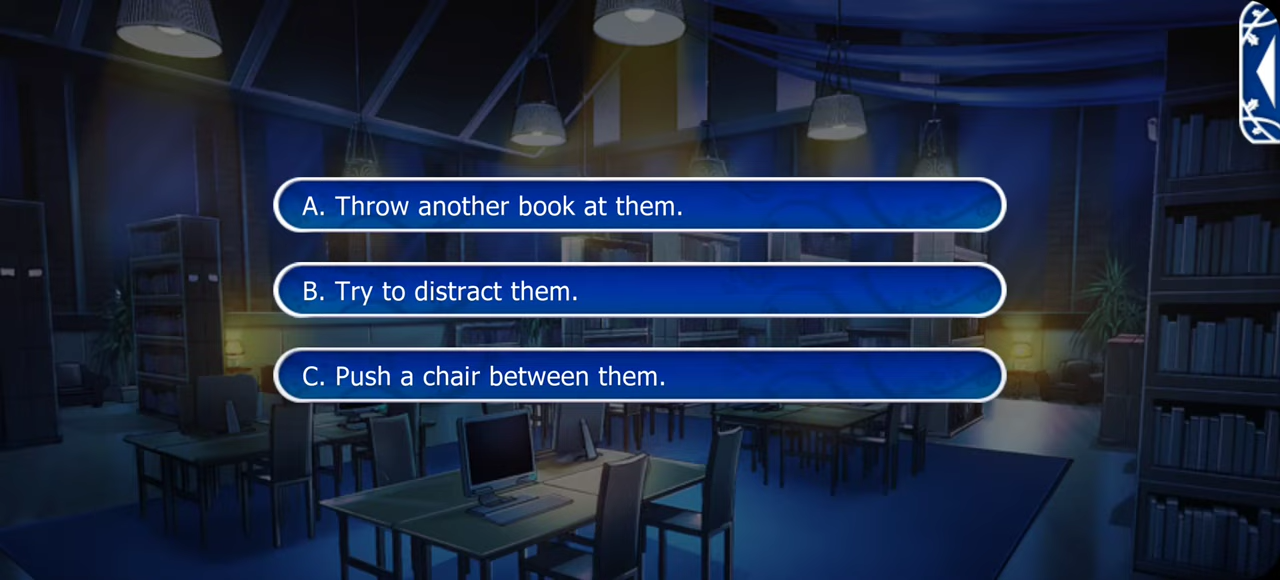 A. Throw another book at them.
B. Try to distract them.
C. Push a chair between them.